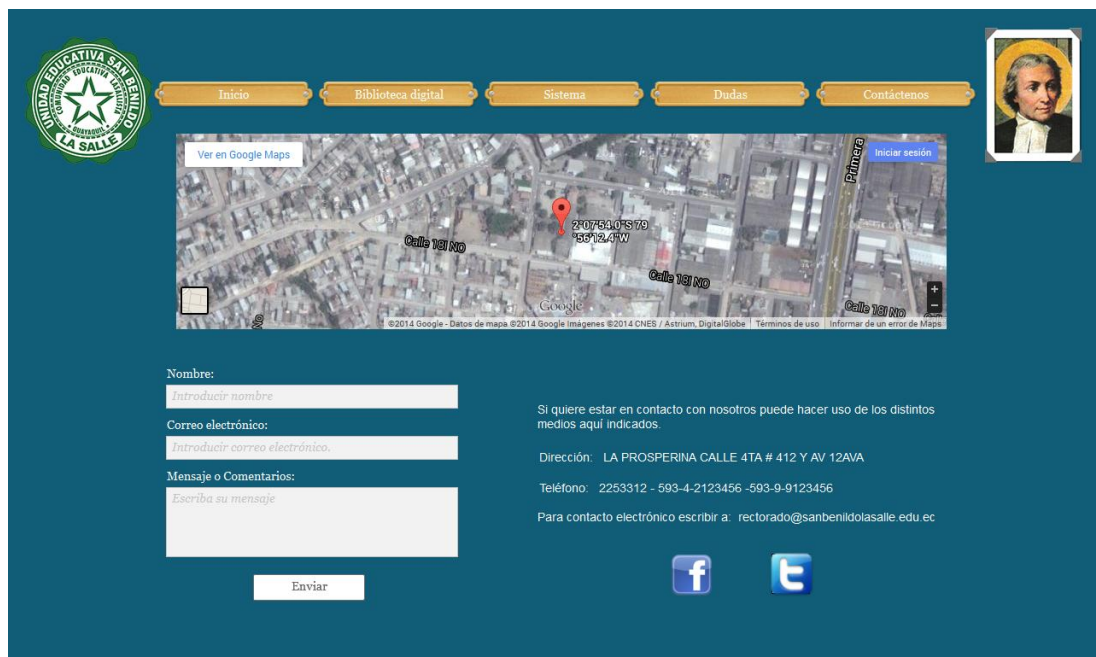 UNIDAD EDUCATIVA SAN BENILDO
LA SALLE
GUAYAQUIL
Inicio
Biblioteca digital
Sistema
Dudas
Contáctenos
Ver en Google Maps
Iniciar sesión
Primera
2°07'54.0"S 79
°56'12.4"W
Calle 18I NO
Calle 18I NO
Calle 18I NO
No
Google
+
-
©2014 Google - Datos de mapa ©2014 Google Imágenes ©2014 CNES / Astrium, DigitalGlobe
Términos de uso
Informar de un error de Maps
Nombre:
Introducir nombre
Correo electrónico:
Introducir correo electrónico.
Mensaje o Comentarios:
Escriba su mensaje
Enviar
Si quiere estar en contacto con nosotros puede hacer uso de los distintos
medios aquí indicados.
Dirección: LA PROSPERINA CALLE 4TA # 412 Y AV 12AVA
Teléfono: 2253312 - 593-4-2123456 -593-9-9123456
Para contacto electrónico escribir a: rectorado@sanbenildolasalle.edu.ec
f
t